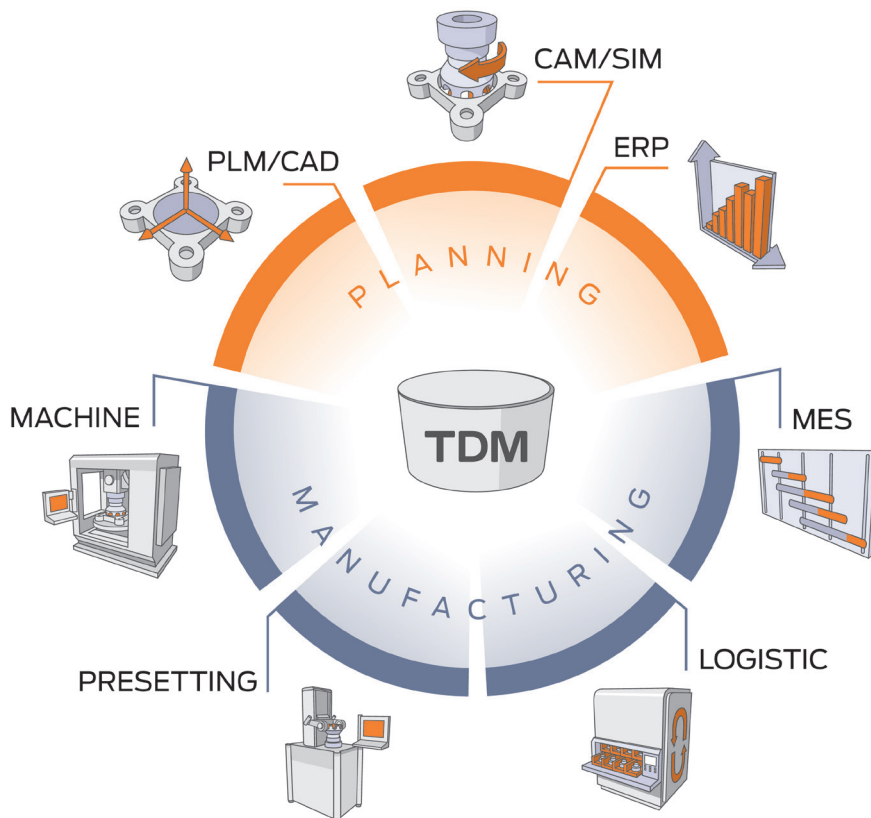 CAM/SIM
PLM/CAD
ERP
PLANNING
MACHINE
TDM
MES
MANUFACTURING
PRESETTING
LOGISTIC